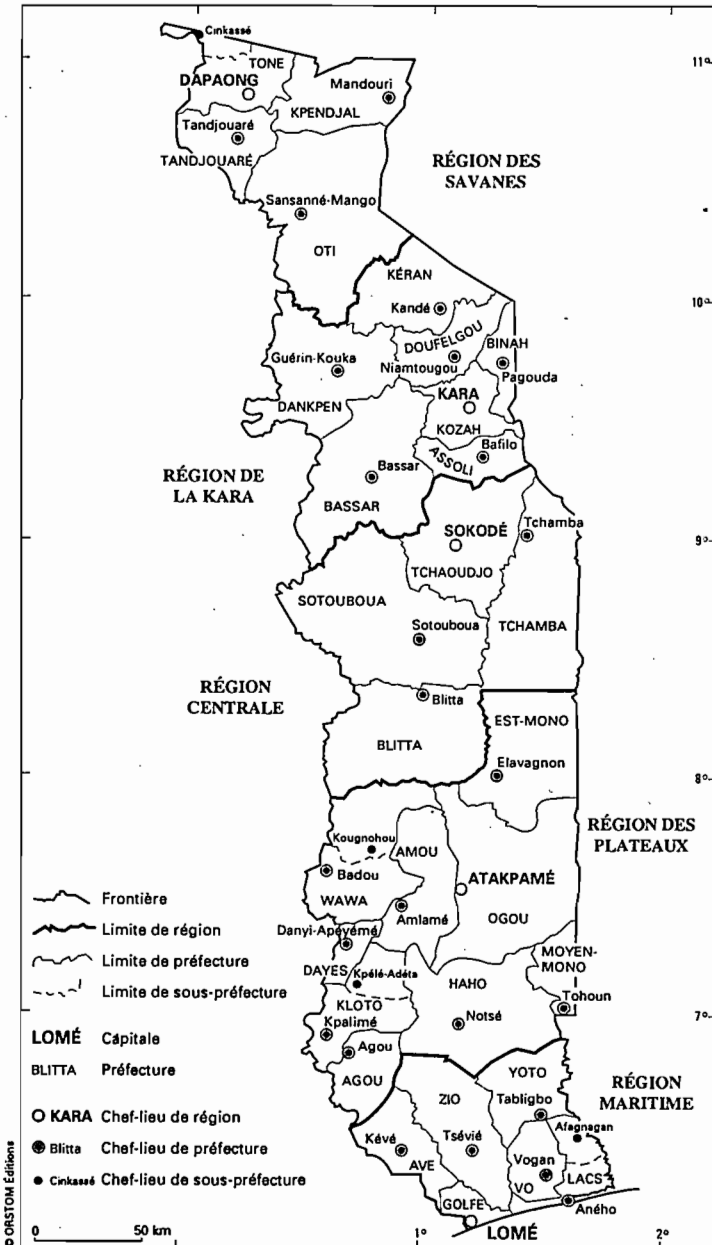 Cinkassé
11°
TONE
DAPAONG
Mandouri
KPENDJAL
Tandjouaré
TANDJOUARÉ
RÉGION DES
SAVANES
Sansanné-Mango
OTI
KÉRAN
10°
Kandé
DOUFELGOU
BINAH
Guérin-Kouka
Niamtougou
Pagouda
KARA
DANKPEN
KOZAH
Bafilo
ASSOLI
RÉGION DE
LA KARA
Bassar
BASSAR
Tchamba
SOKODÉ
9°
TCHAOUDJO
SOTOUBOUA
TCHAMBA
Sotouboua
RÉGION
CENTRALE
Blitta
EST-MONO
BLITTA
Elavagnon
8°
RÉGION DES
PLATEAUX
Kougnohou
AMOU
Badou
ATAKPAMÉ
WAWA
Amlamé
OGOU
Danyi-Apéyémé
MOYEN-
MONO
DAYES
Kpélé-Adéta
HAHO
KLOTO
Tohoun
7°
Kpalimé
Notsé
Agou
AGOU
YOTO
RÉGION
MARITIME
ZIO
Tabligbo
Afagnagan
Kévé
Tsévié
AVE
Vogan
VO
LACS
GOLFE
Aného
LOMÉ
Frontière
Limite de région
Limite de préfecture
Limite de sous-préfecture
LOMÉ Capitale
BLITTA Préfecture
KARA Chef-lieu de région
Blitta Chef-lieu de préfecture
Cinkassé Chef-lieu de sous-préfecture
© ORSTOM Éditions
0 50 km
1°
2°